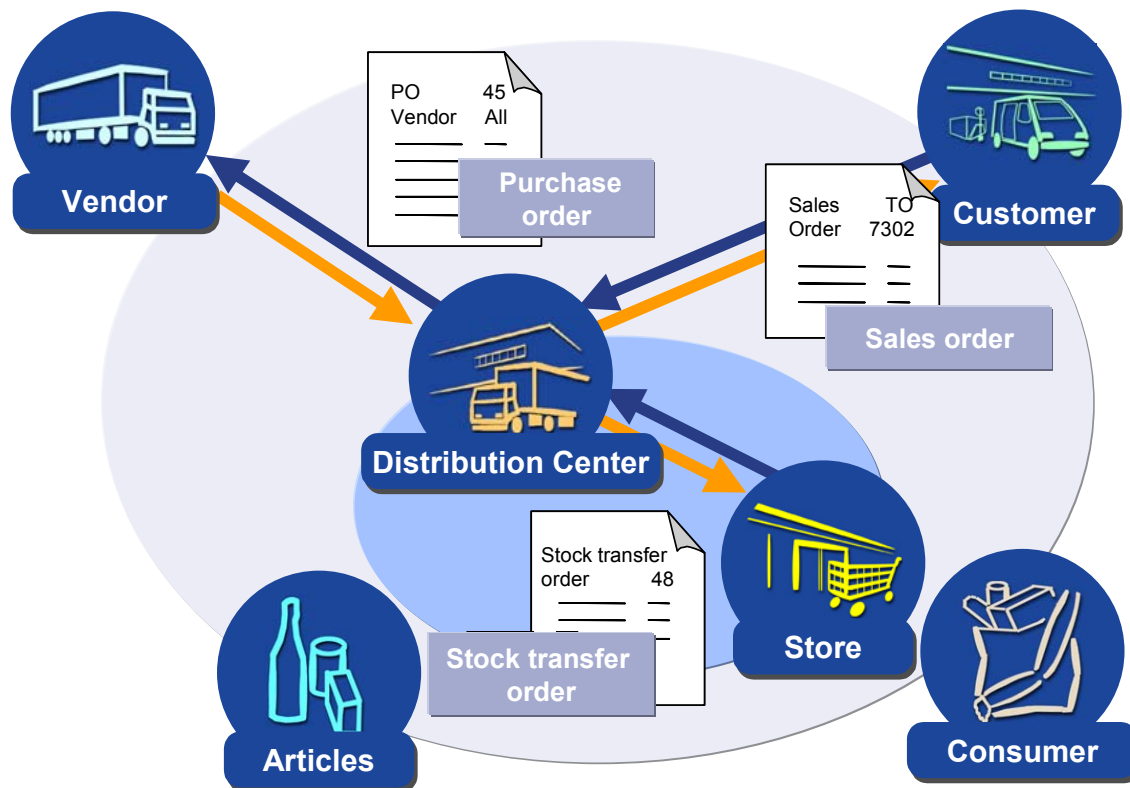 PO 45
Vendor All
Purchase
order
Vendor
Sales TO
Order 7302
Customer
Sales order
Distribution Center
Stock transfer
order 48
Stock transfer
order
Store
Articles
Consumer